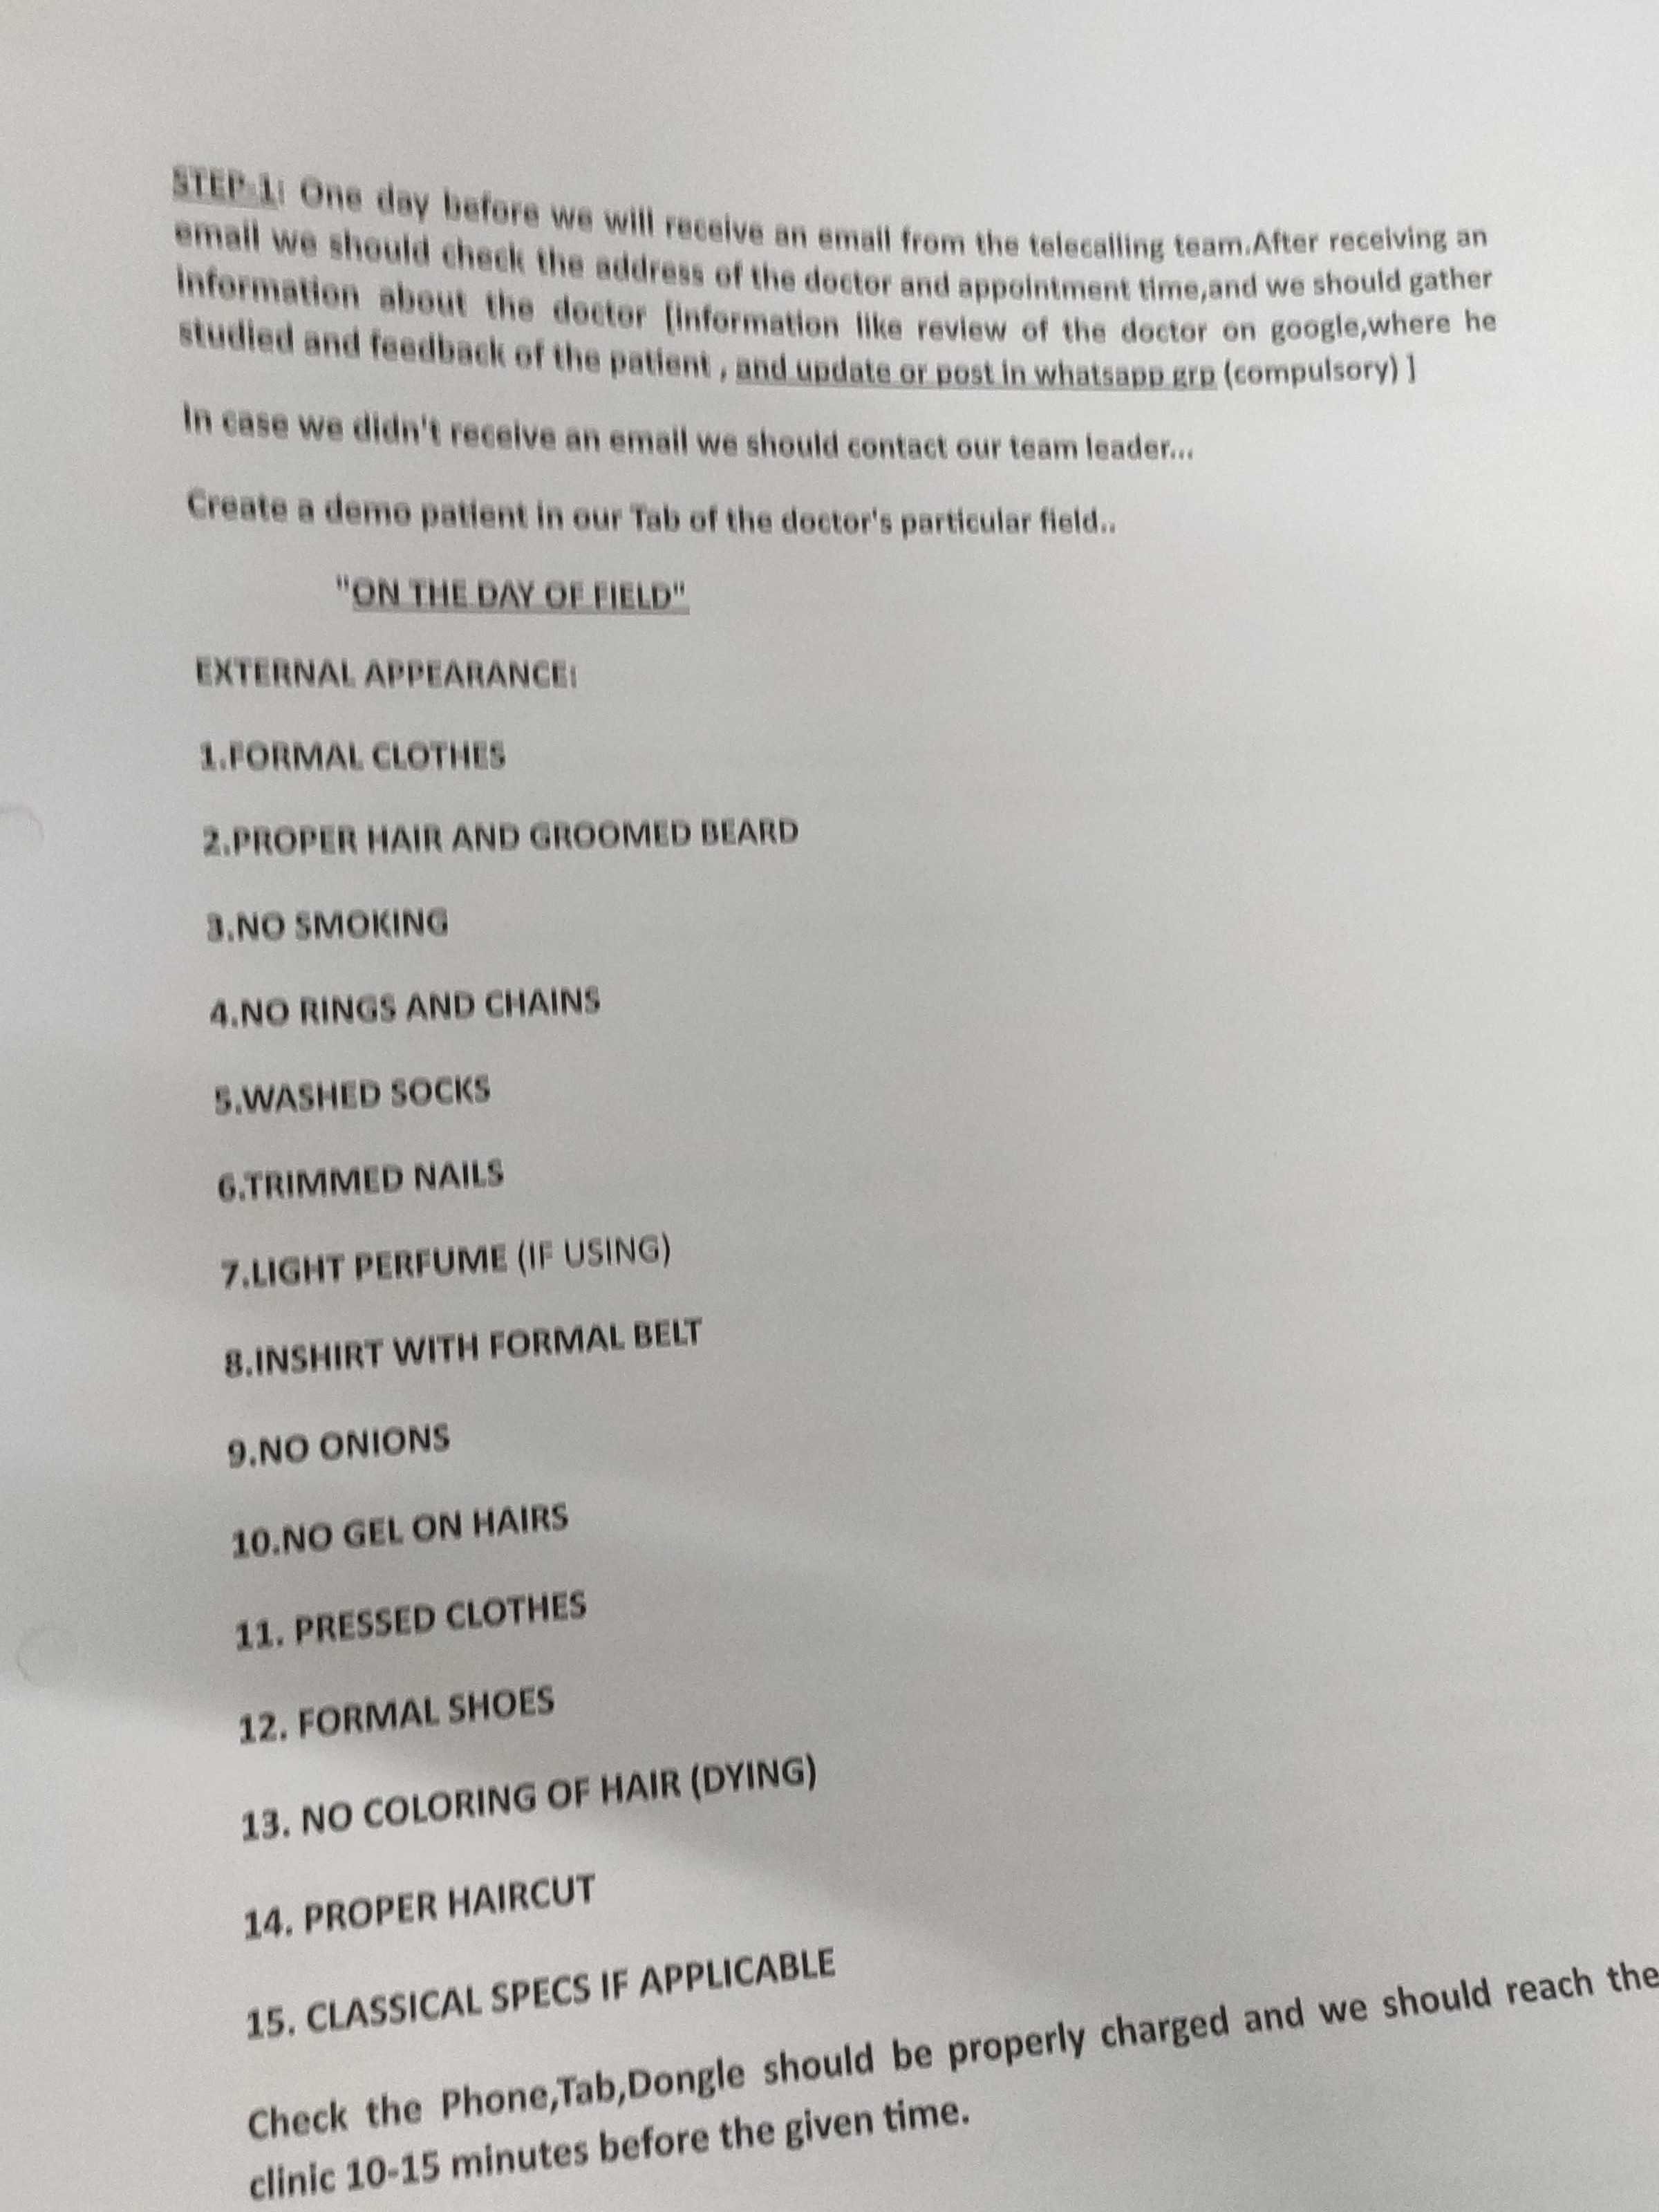 STEP-1: One day before we will receive an email from the telecalling team.After receiving an
email we should check the address of the doctor and appointment time,and we should gather
information about the doctor [information like review of the doctor on google,where he
studied and feedback of the patient , and update or post in whatsapp grp (compulsory) ]
In case we didn't receive an email we should contact our team leader...
Create a demo patient in our Tab of the doctor's particular field..
"ON THE DAY OF FIELD"
EXTERNAL APPEARANCE:
1.FORMAL CLOTHES
2.PROPER HAIR AND GROOMED BEARD
3.NO SMOKING
4.NO RINGS AND CHAINS
5.WASHED SOCKS
6.TRIMMED NAILS
7.LIGHT PERFUME (IF USING)
8.INSHIRT WITH FORMAL BELT
9.NO ONIONS
10.NO GEL ON HAIRS
11. PRESSED CLOTHES
12. FORMAL SHOES
13. NO COLORING OF HAIR (DYING)
14. PROPER HAIRCUT
15. CLASSICAL SPECS IF APPLICABLE
Check the Phone,Tab,Dongle should be properly charged and we should reach the
clinic 10-15 minutes before the given time.